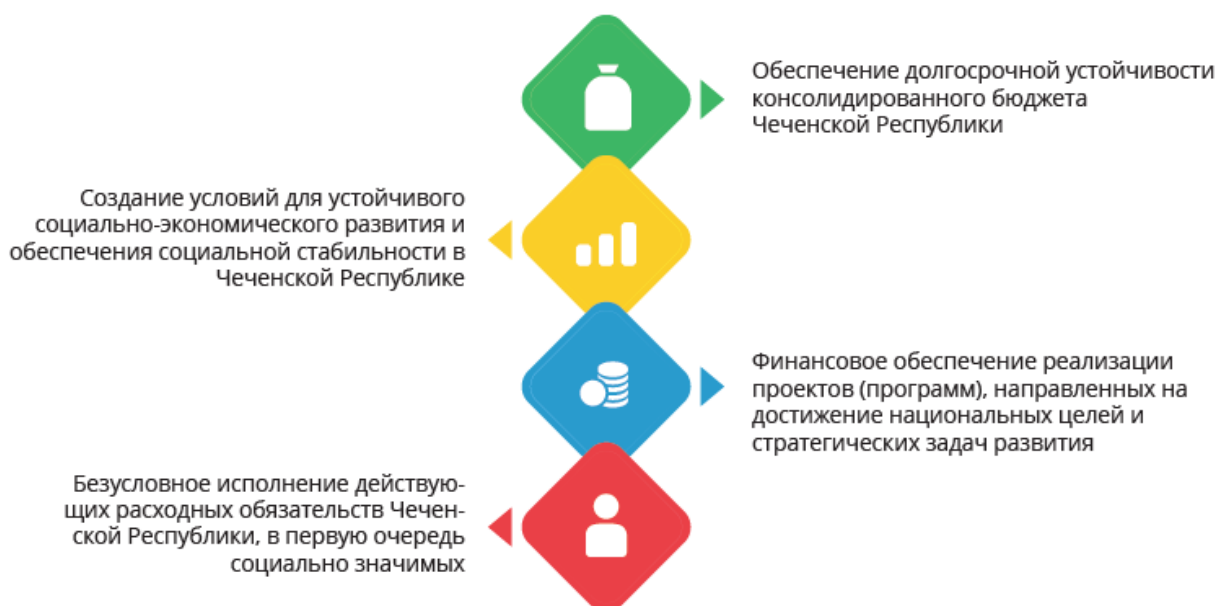 Обеспечение долгосрочной устойчивости
консолидированного бюджета
Чеченской Республики
Создание условий для устойчивого
социально-экономического развития и
обеспечения социальной стабильности в
Чеченской Республике
Финансовое обеспечение реализации
проектов (программ), направленных на
достижение национальных целей и
стратегических задач развития
Безусловное исполнение действую-
щих расходных обязательств Чечен-
ской Республики, в первую очередь
социально значимых